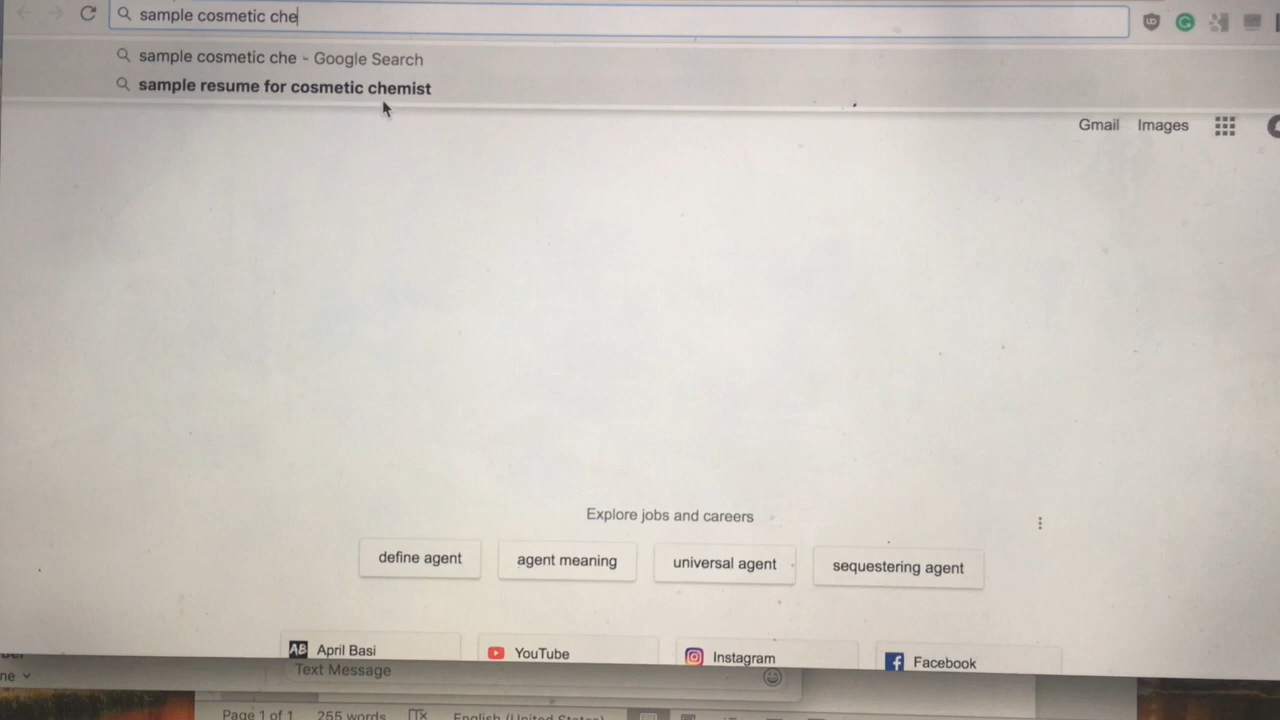 sample cosmetic che
sample cosmetic che - Google Search
sample resume for cosmetic chemist
Gmail Images
Explore jobs and careers
define agent
agent meaning
universal agent
sequestering agent
AB April Basi
YouTube
Instagram
Facebook
ne
Text Message
Page 1 of 1 255 words English (United States)